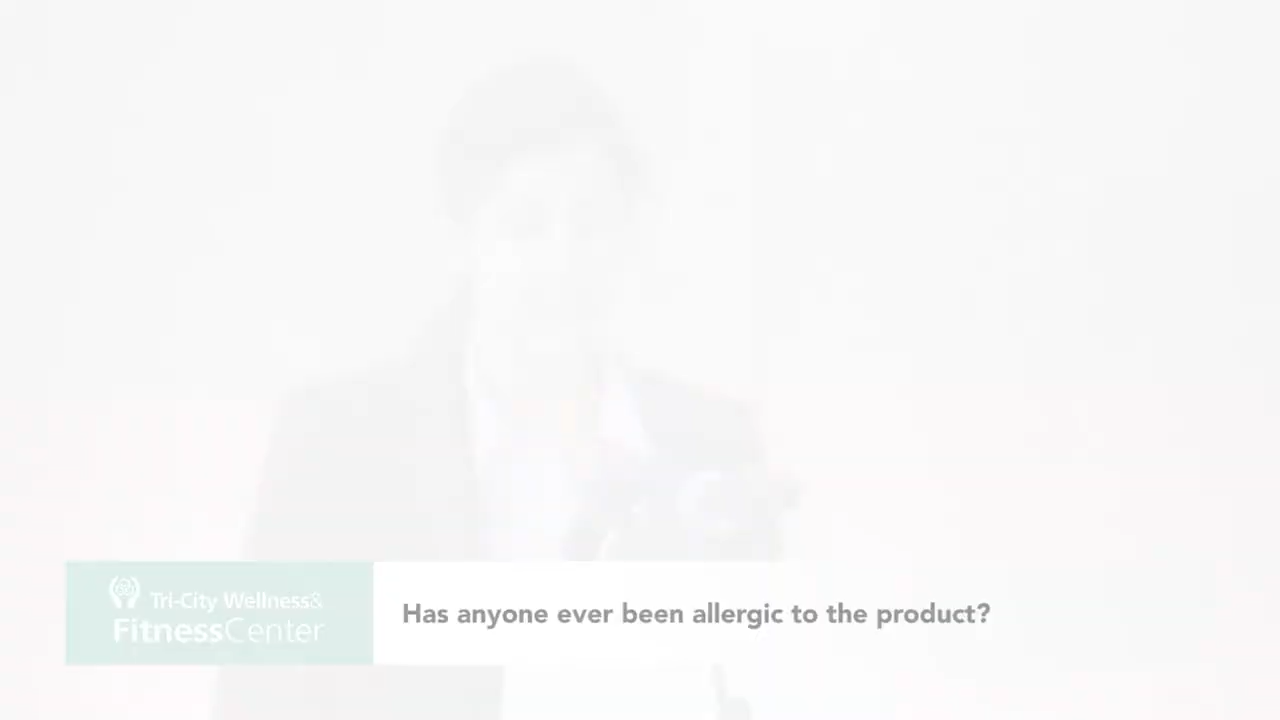 Tri-City Wellness&
FitnessCenter
Has anyone ever been allergic to the product?